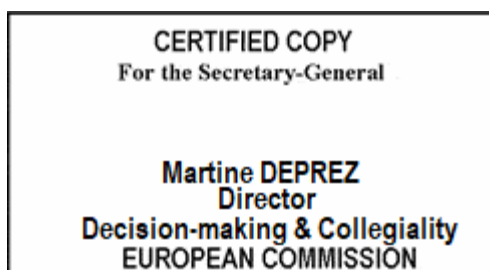 CERTIFIED COPY
For the Secretary-General
Martine DEPREZ
Director
Decision-making & Collegiality
EUROPEAN COMMISSION